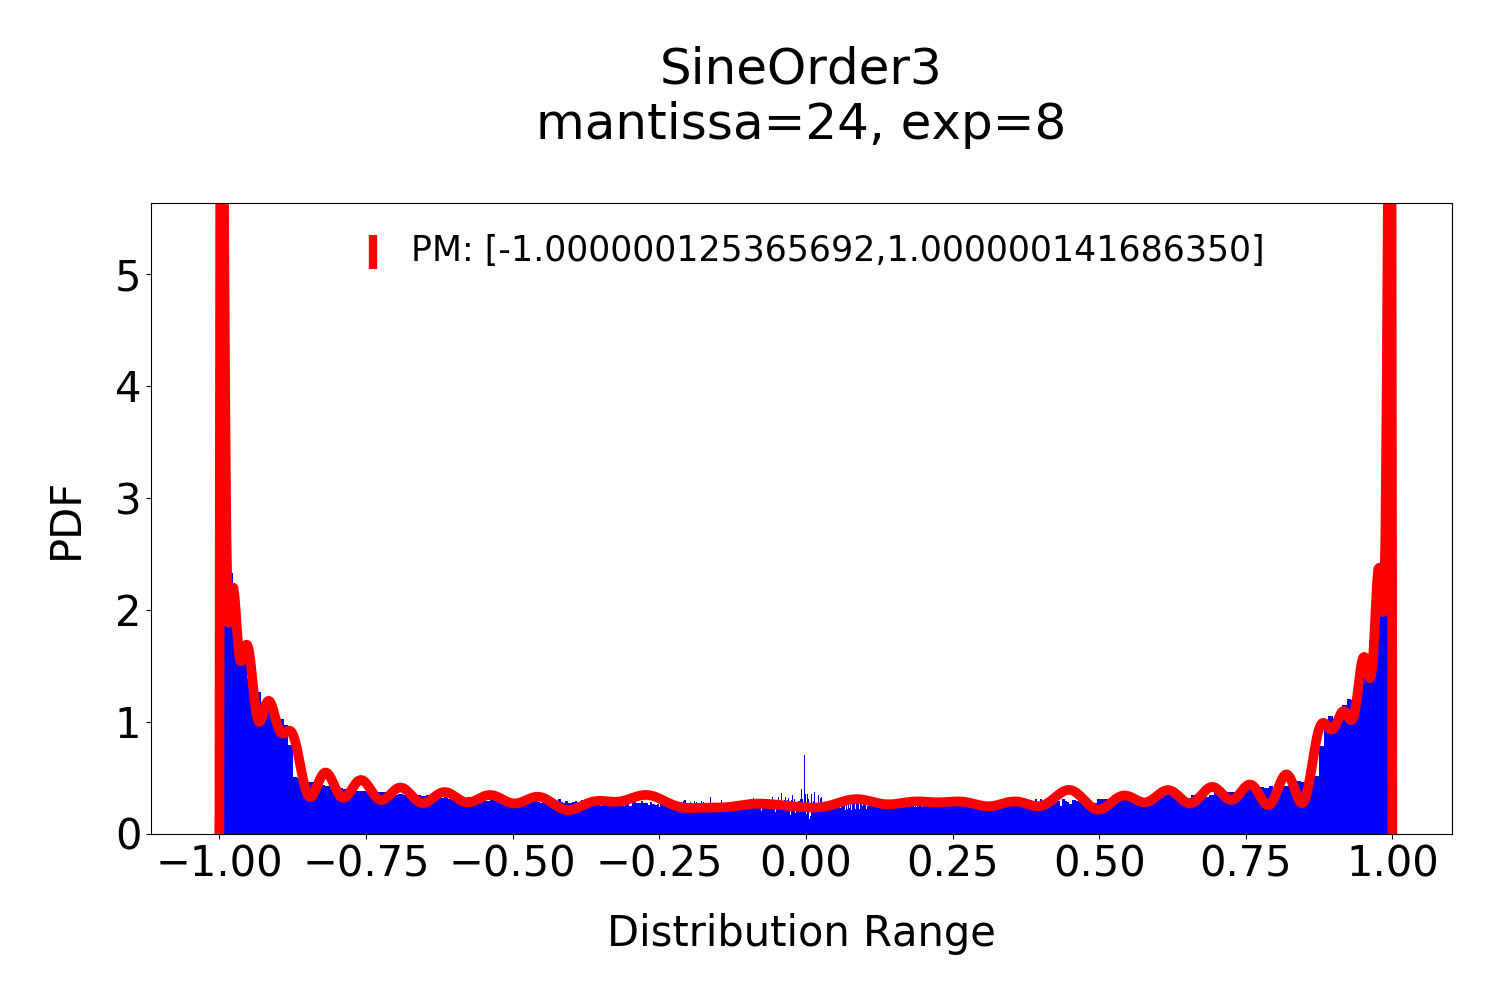 SineOrder3
mantissa=24, exp=8
PM: [-1.000000125365692,1.000000141686350]
PDF
5
4
3
2
1
0
−1.00 −0.75 −0.50 −0.25 0.00 0.25 0.50 0.75 1.00
Distribution Range